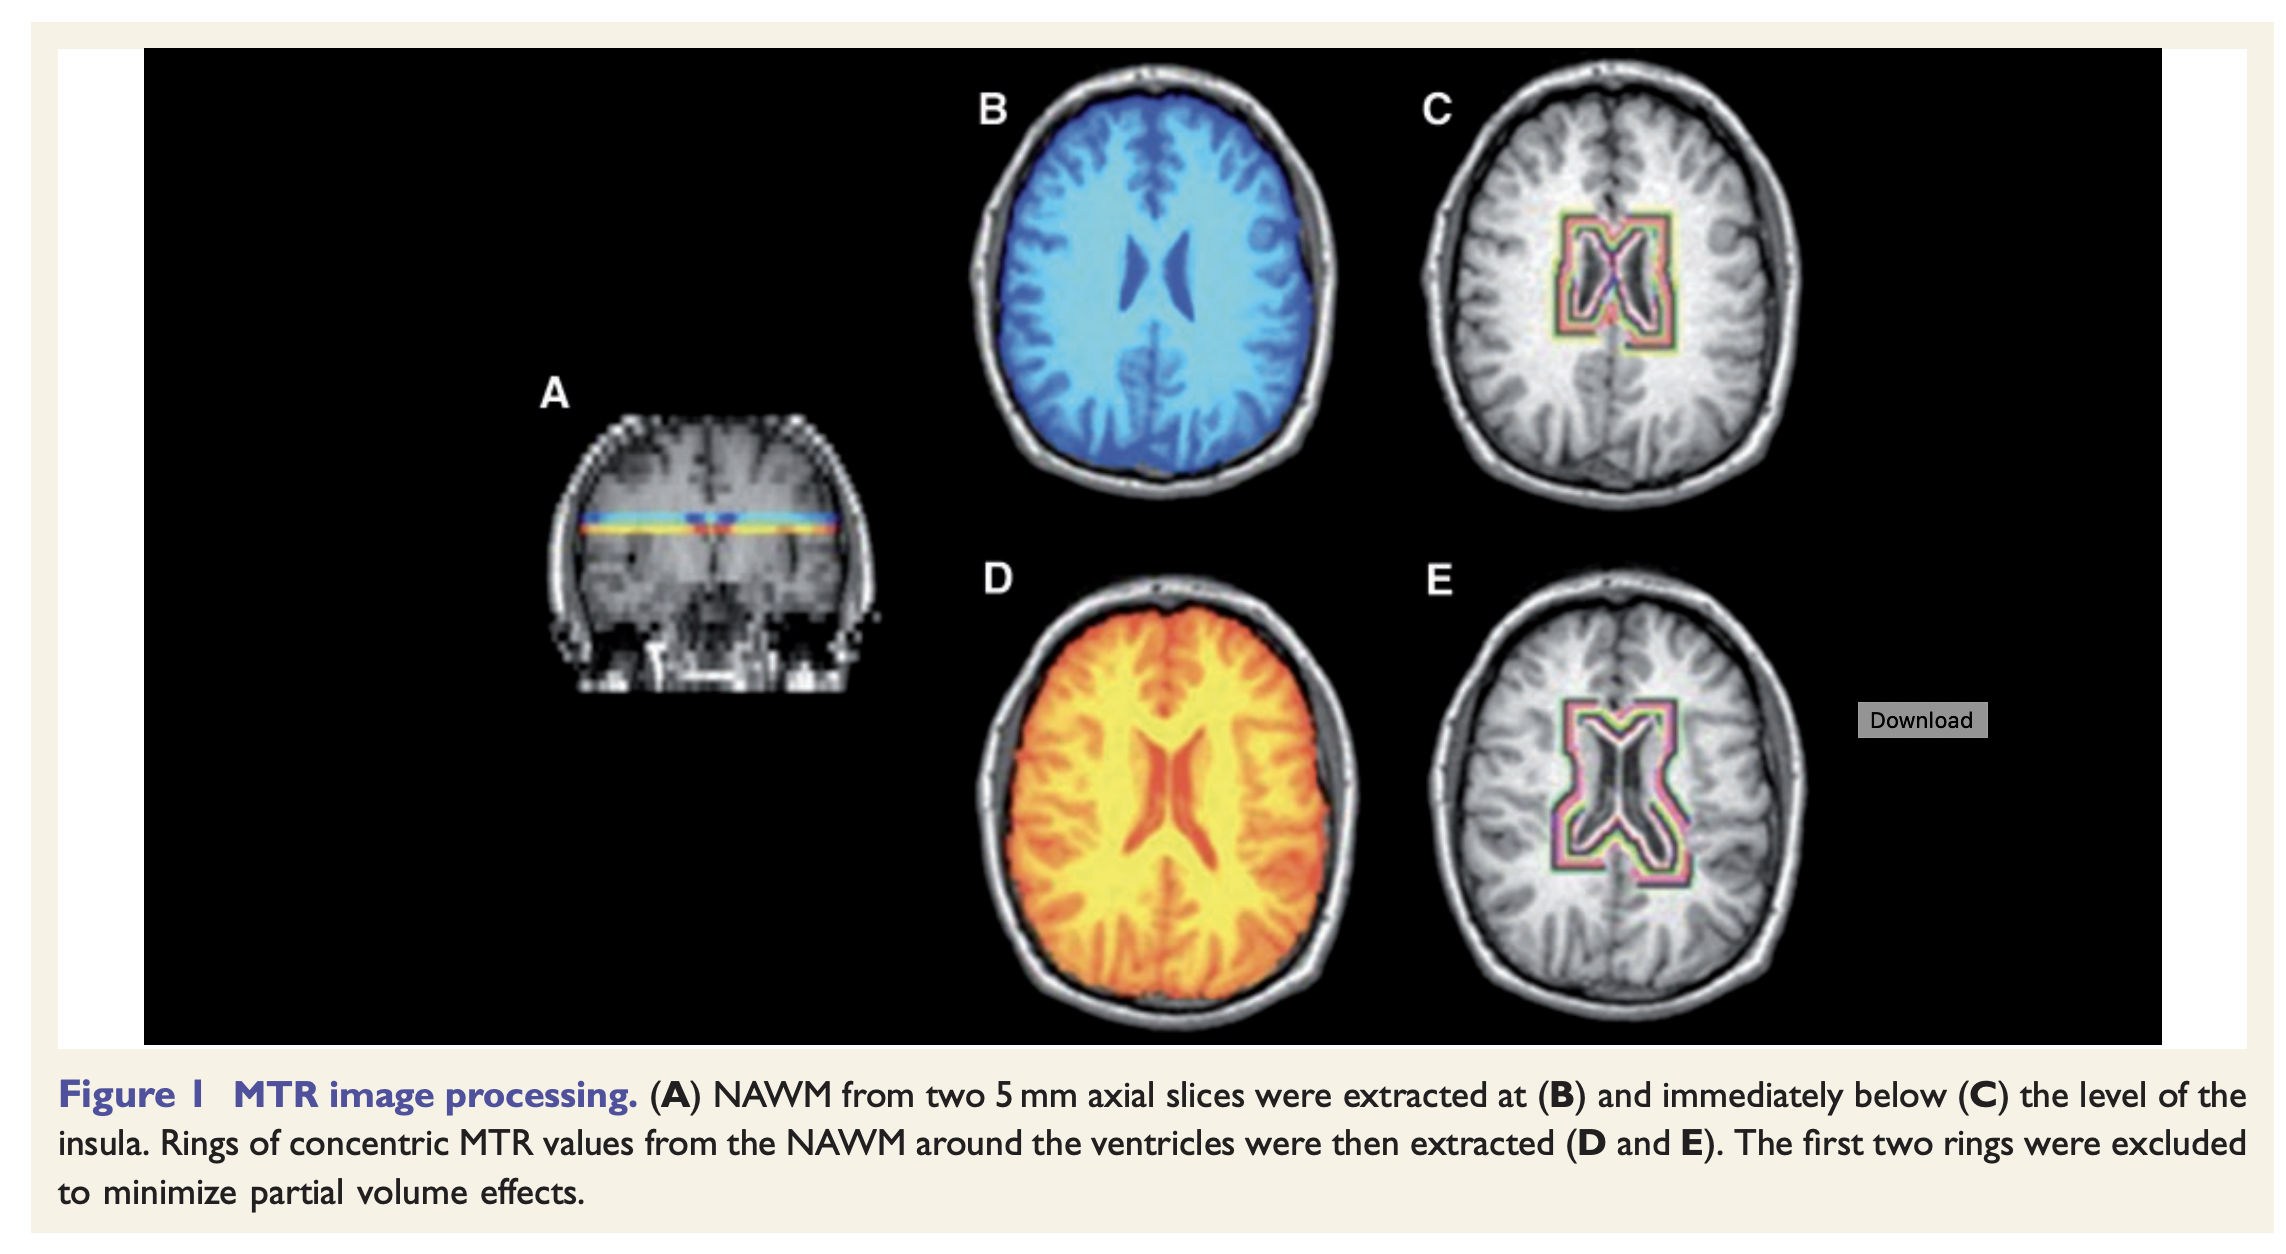 B
C
A
D
E
Download
Figure 1 MTR image processing. (A) NAWM from two 5 mm axial slices were extracted at (B) and immediately below (C) the level of the
insula. Rings of concentric MTR values from the NAWM around the ventricles were then extracted (D and E). The first two rings were excluded
to minimize partial volume effects.